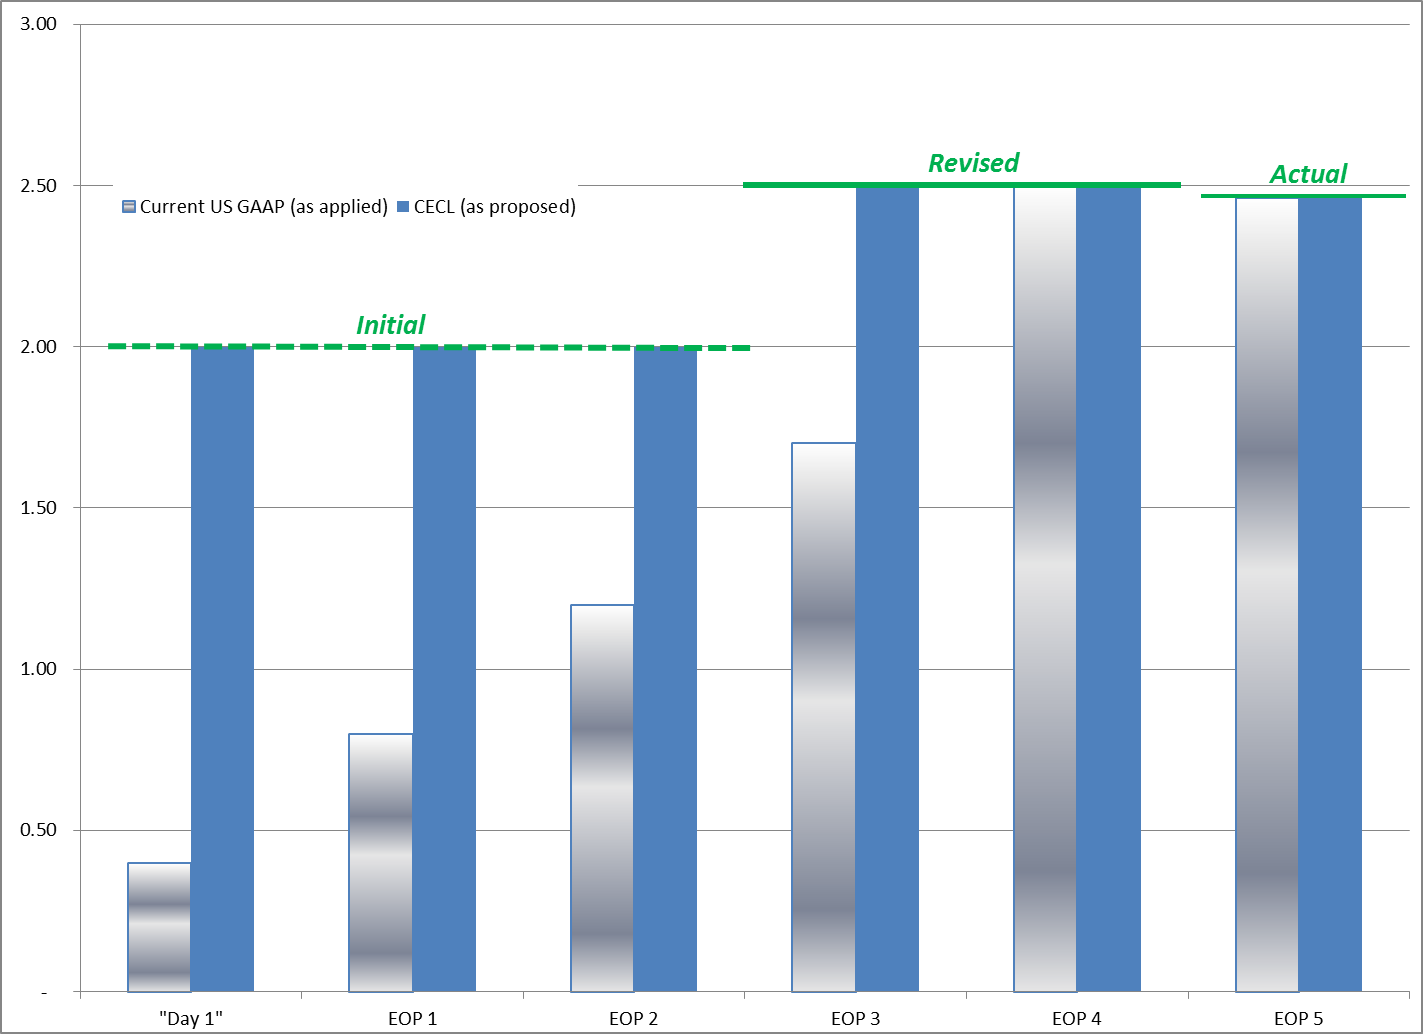 3.00
Revised
Actual
2.50
Current US GAAP (as applied) CECL (as proposed)
Initial
2.00
1.50
1.00
0.50
-
"Day 1" EOP 1 EOP 2 EOP 3 EOP 4 EOP 5